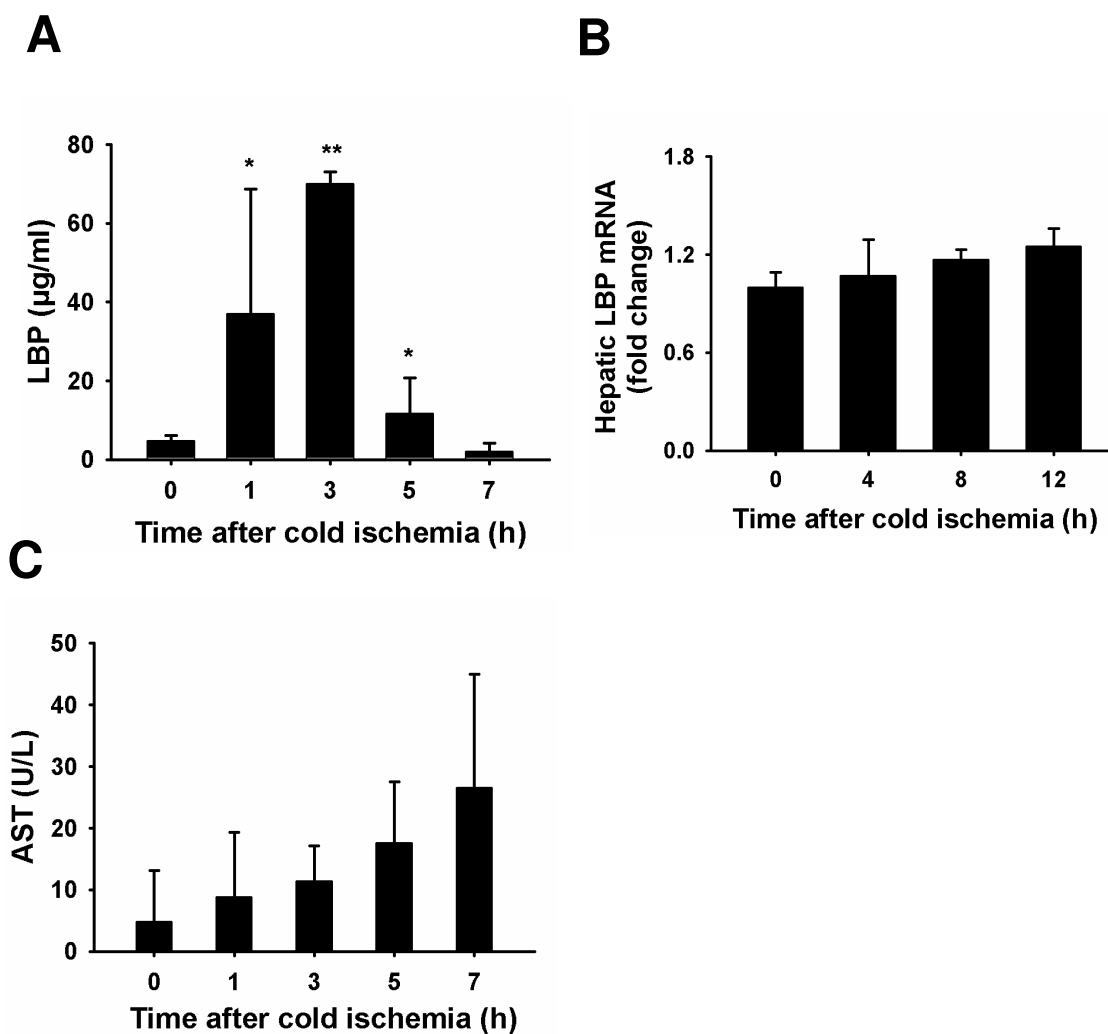 A
LBP (µg/ml)
80
60
40
20
0
*
**
*
0 1 3 5 7
Time after cold ischemia (h)
B
Hepatic LBP mRNA
(fold change)
1.8
1.2
0.6
0.0
0 4 8 12
Time after cold ischemia (h)
C
AST (U/L)
50
40
30
20
10
0
0 1 3 5 7
Time after cold ischemia (h)